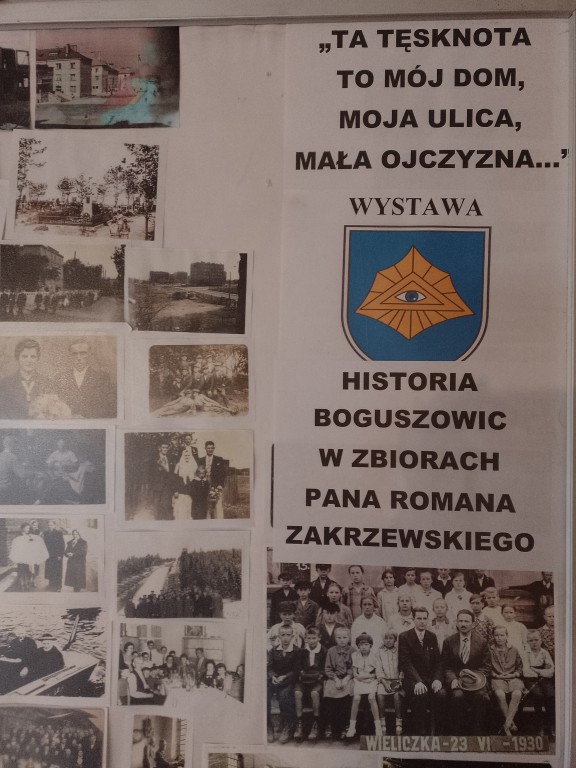 „TA TĘSKNOTA
TO MÓJ DOM,
MOJA ULICA,
MAŁA OJCZYZNA...”
WYSTAWA
HISTORIA
BOGUSZOWIC
W ZBIORACH
PANA ROMANA
ZAKRZEWSKIEGO
WIELICZKA - 23 VI. - 1930